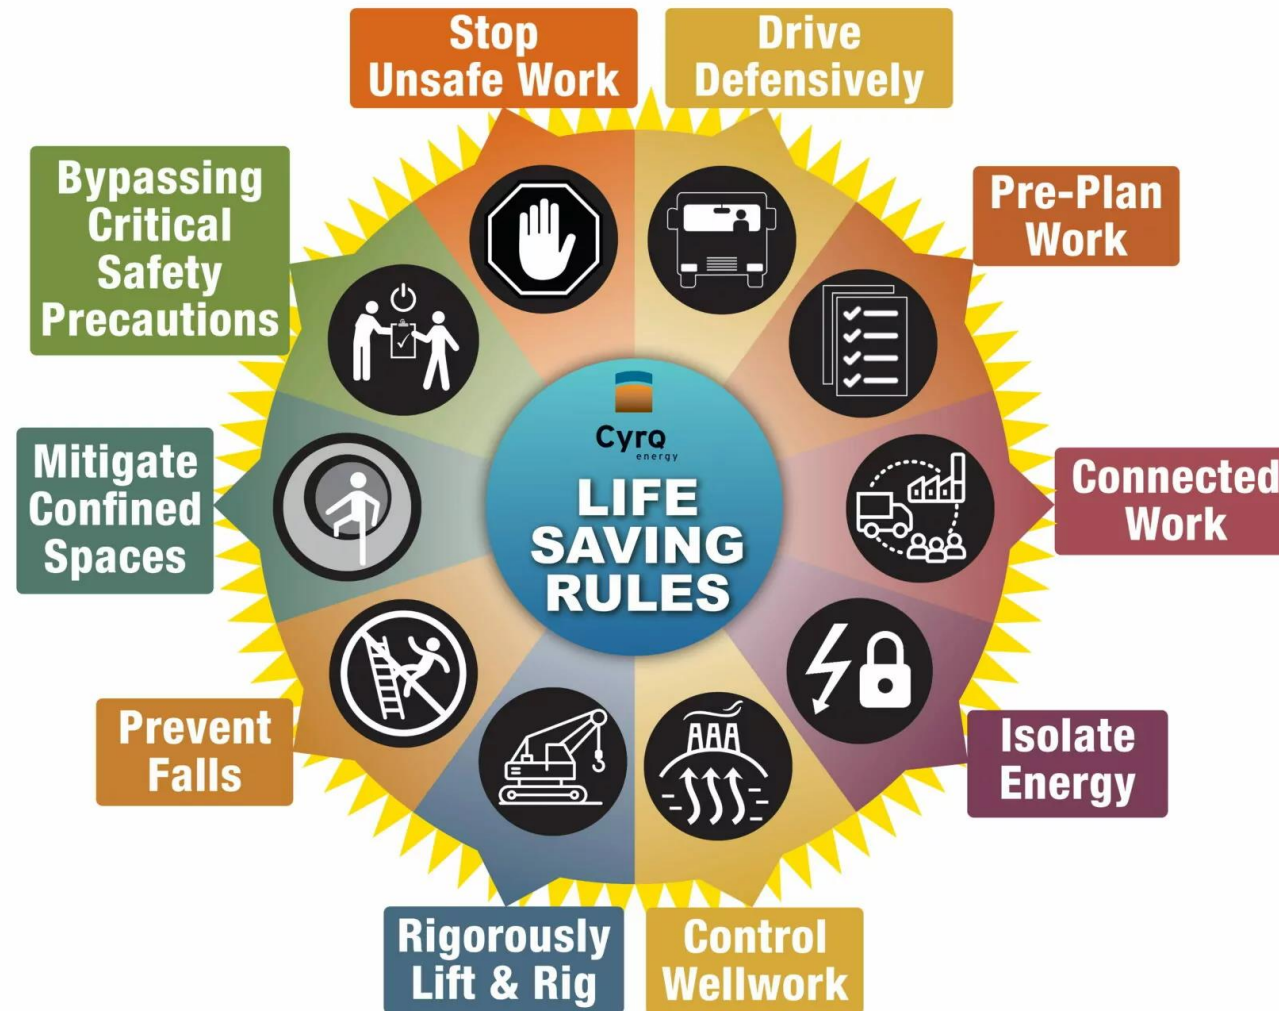 Stop
Unsafe Work
Drive
Defensively
Bypassing
Critical
Safety
Precautions
Pre-Plan
Work
Mitigate
Confined
Spaces
Cyrq
energy
LIFE
SAVING
RULES
Connected
Work
Prevent
Falls
Isolate
Energy
Rigorously
Lift & Rig
Control
Wellwork